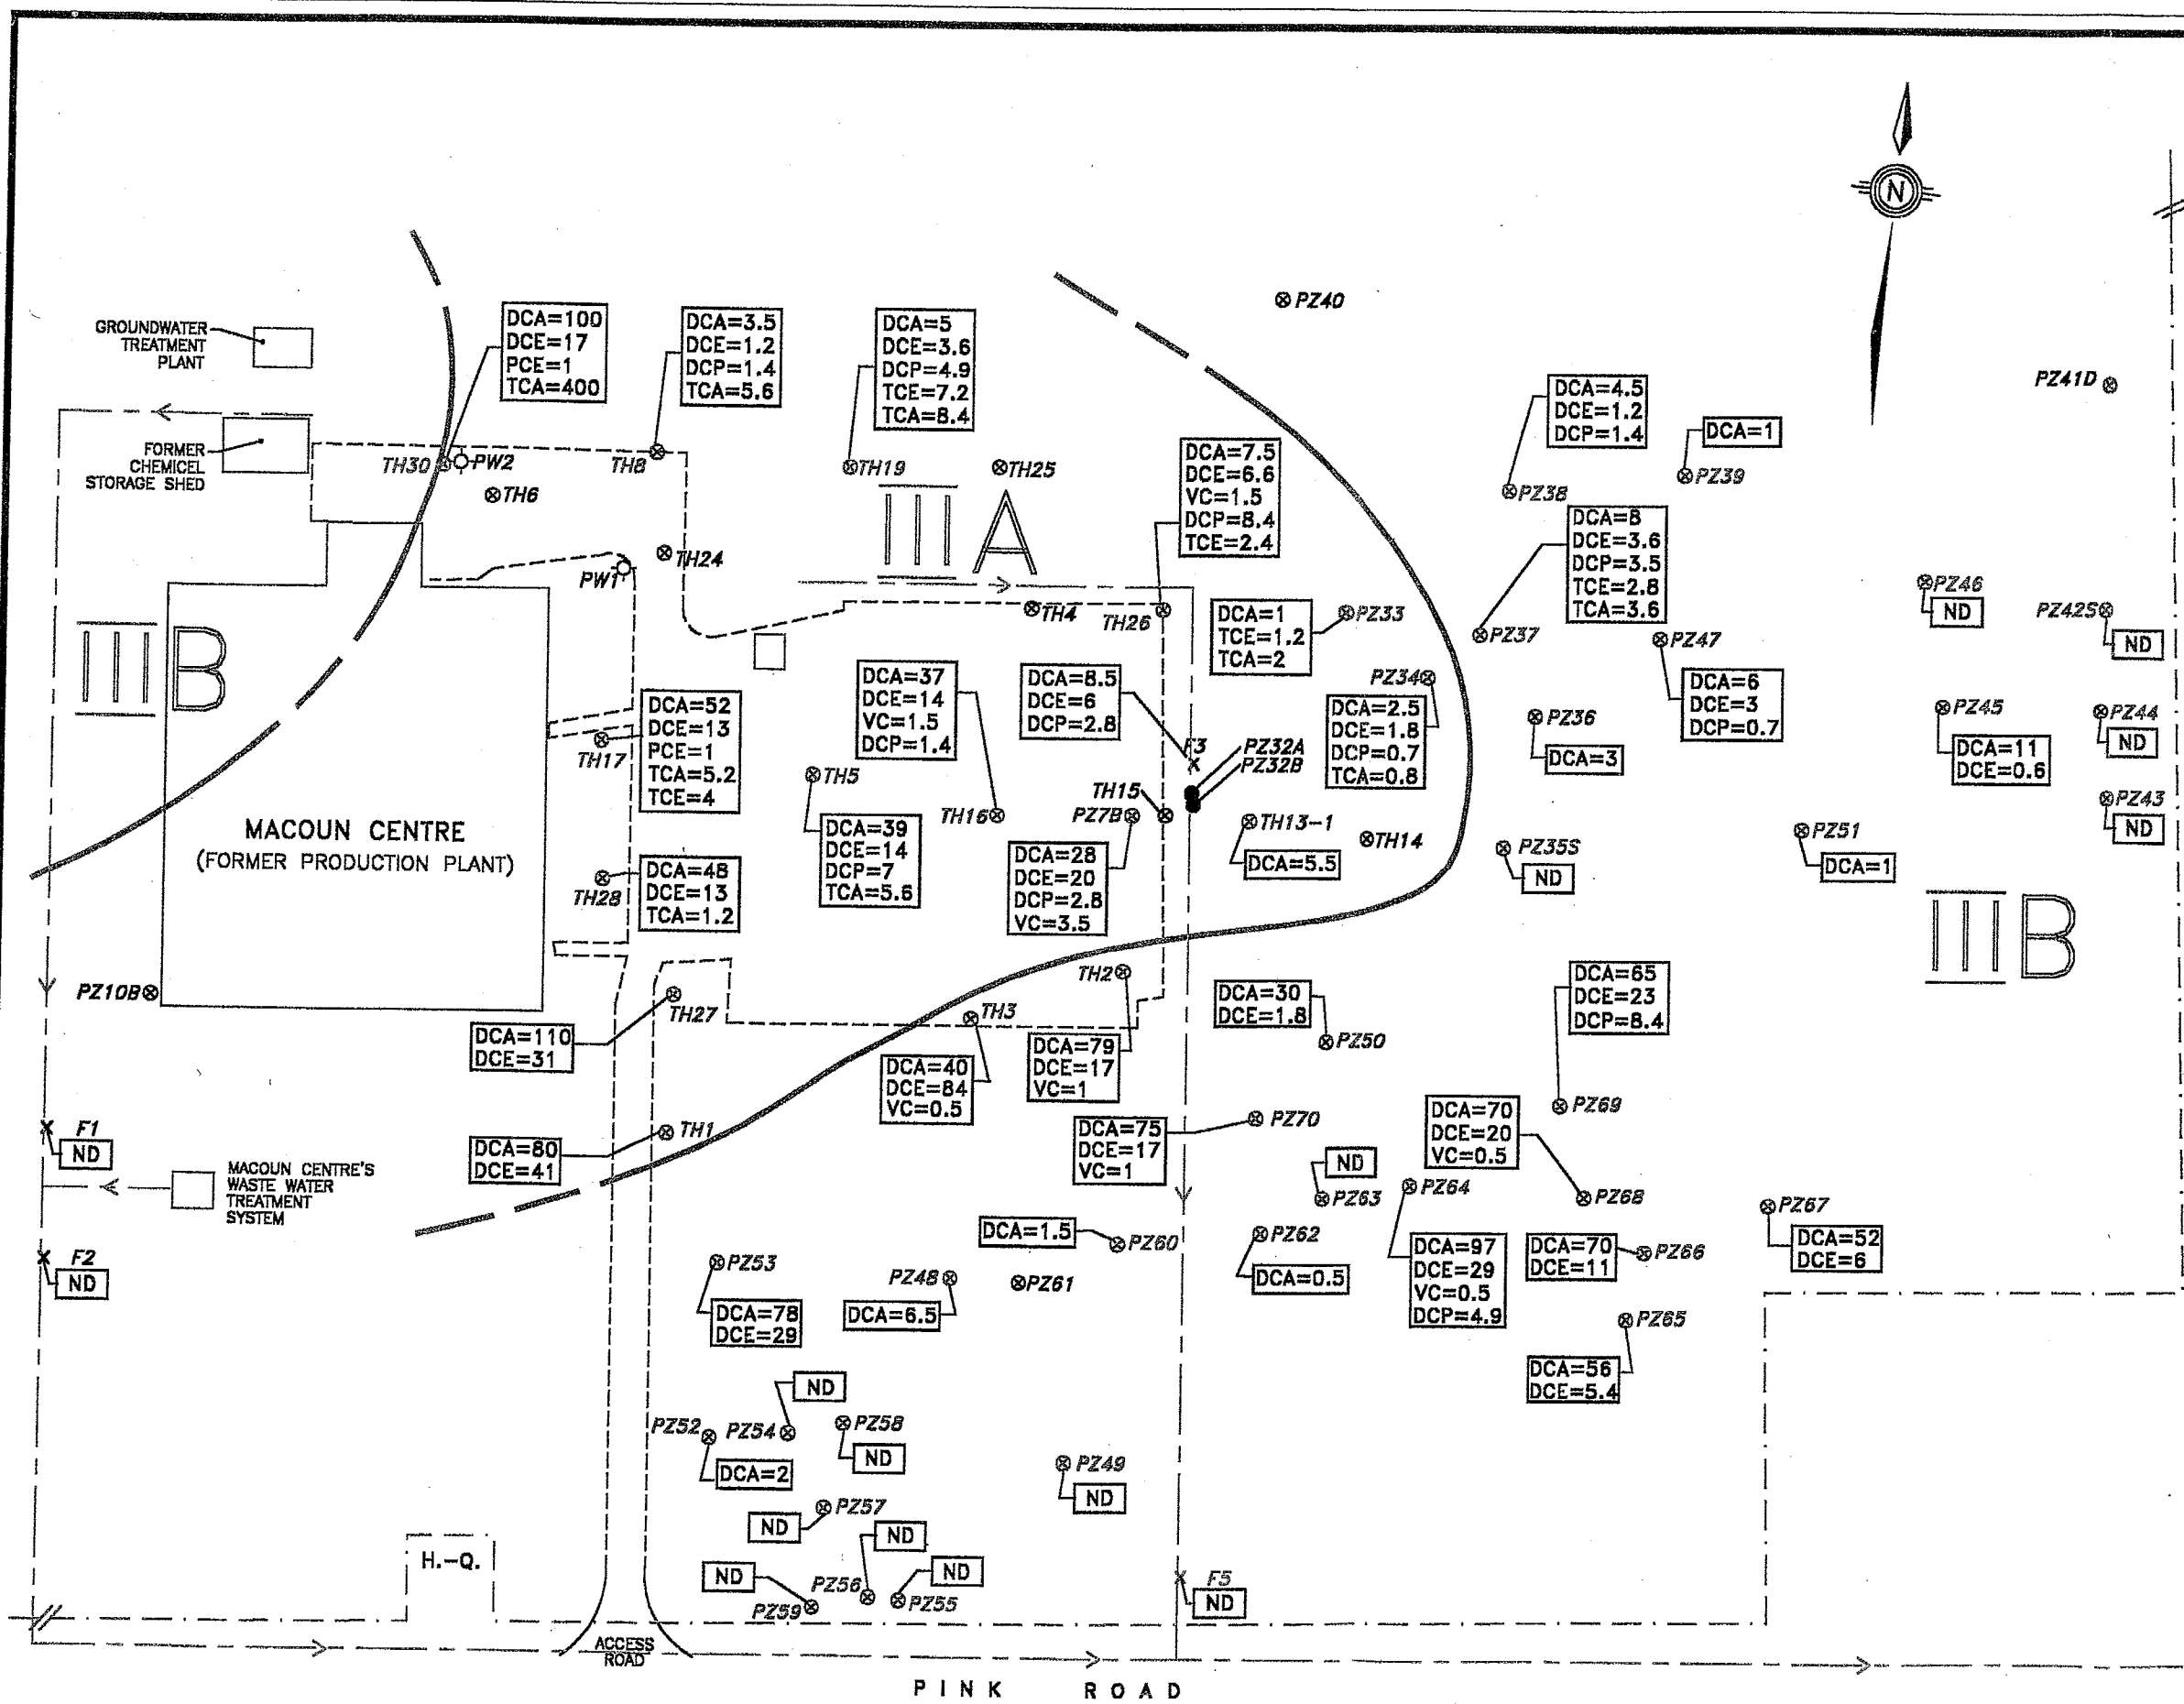 N
PZ40
GROUNDWATER
TREATMENT
PLANT
DCA=100
DCE=17
PCE=1
TCA=400
DCA=3.5
DCE=1.2
DCP=1.4
TCA=5.6
DCA=5
DCE=3.6
DCP=4.9
TCE=7.2
TCA=8.4
PZ41D
DCA=4.5
DCE=1.2
DCP=1.4
DCA=1
FORMER
CHEMICEL
STORAGE SHED
TH30
PW2
TH6
TH8
TH19
TH25
DCA=7.5
DCE=6.6
VC=1.5
DCP=8.4
TCE=2.4
PZ38
PZ39
III A
TH24
PW1
DCA=8
DCE=3.6
DCP=3.5
TCE=2.8
TCA=3.6
PZ46
ND
PZ42S
ND
TH4
TH26
DCA=1
TCE=1.2
TCA=2
PZ33
PZ37
PZ47
III B
DCA=37
DCE=14
VC=1.5
DCP=1.4
DCA=8.5
DCE=6
DCP=2.8
PZ34
DCA=2.5
DCE=1.8
DCP=0.7
TCA=0.8
DCA=6
DCE=3
DCP=0.7
DCA=52
DCE=13
PCE=1
TCA=5.2
TCE=4
TH17
F3
PZ32A
PZ32B
PZ36
DCA=3
PZ45
DCA=11
DCE=0.6
PZ44
ND
TH5
TH15
TH16
PZ7B
TH13-1
DCA=5.5
TH14
PZ35S
ND
PZ51
DCA=1
PZ43
ND
MACOUN CENTRE
(FORMER PRODUCTION PLANT)
DCA=39
DCE=14
DCP=7
TCA=5.6
DCA=28
DCE=20
DCP=2.8
VC=3.5
TH28
DCA=48
DCE=13
TCA=1.2
III B
PZ10B
TH27
TH2
TH3
DCA=30
DCE=1.8
PZ50
DCA=65
DCE=23
DCP=8.4
DCA=110
DCE=31
DCA=40
DCE=84
VC=0.5
DCA=79
DCE=17
VC=1
PZ69
F1
ND
TH1
DCA=80
DCE=41
DCA=75
DCE=17
VC=1
PZ70
DCA=70
DCE=20
VC=0.5
MACOUN CENTRE'S
WASTE WATER
TREATMENT
SYSTEM
ND
PZ63
PZ64
PZ68
PZ67
DCA=52
DCE=6
F2
ND
DCA=1.5
PZ60
PZ62
DCA=0.5
DCA=97
DCE=29
VC=0.5
DCP=4.9
DCA=70
DCE=11
PZ66
PZ53
DCA=78
DCE=29
PZ48
DCA=6.5
PZ61
PZ65
DCA=56
DCE=5.4
ND
PZ52
DCA=2
PZ54
PZ58
ND
PZ49
ND
PZ57
ND
ND
ND
ND
PZ59
PZ56
PZ55
F5
ND
H.-Q.
ACCESS
ROAD
PINK ROAD